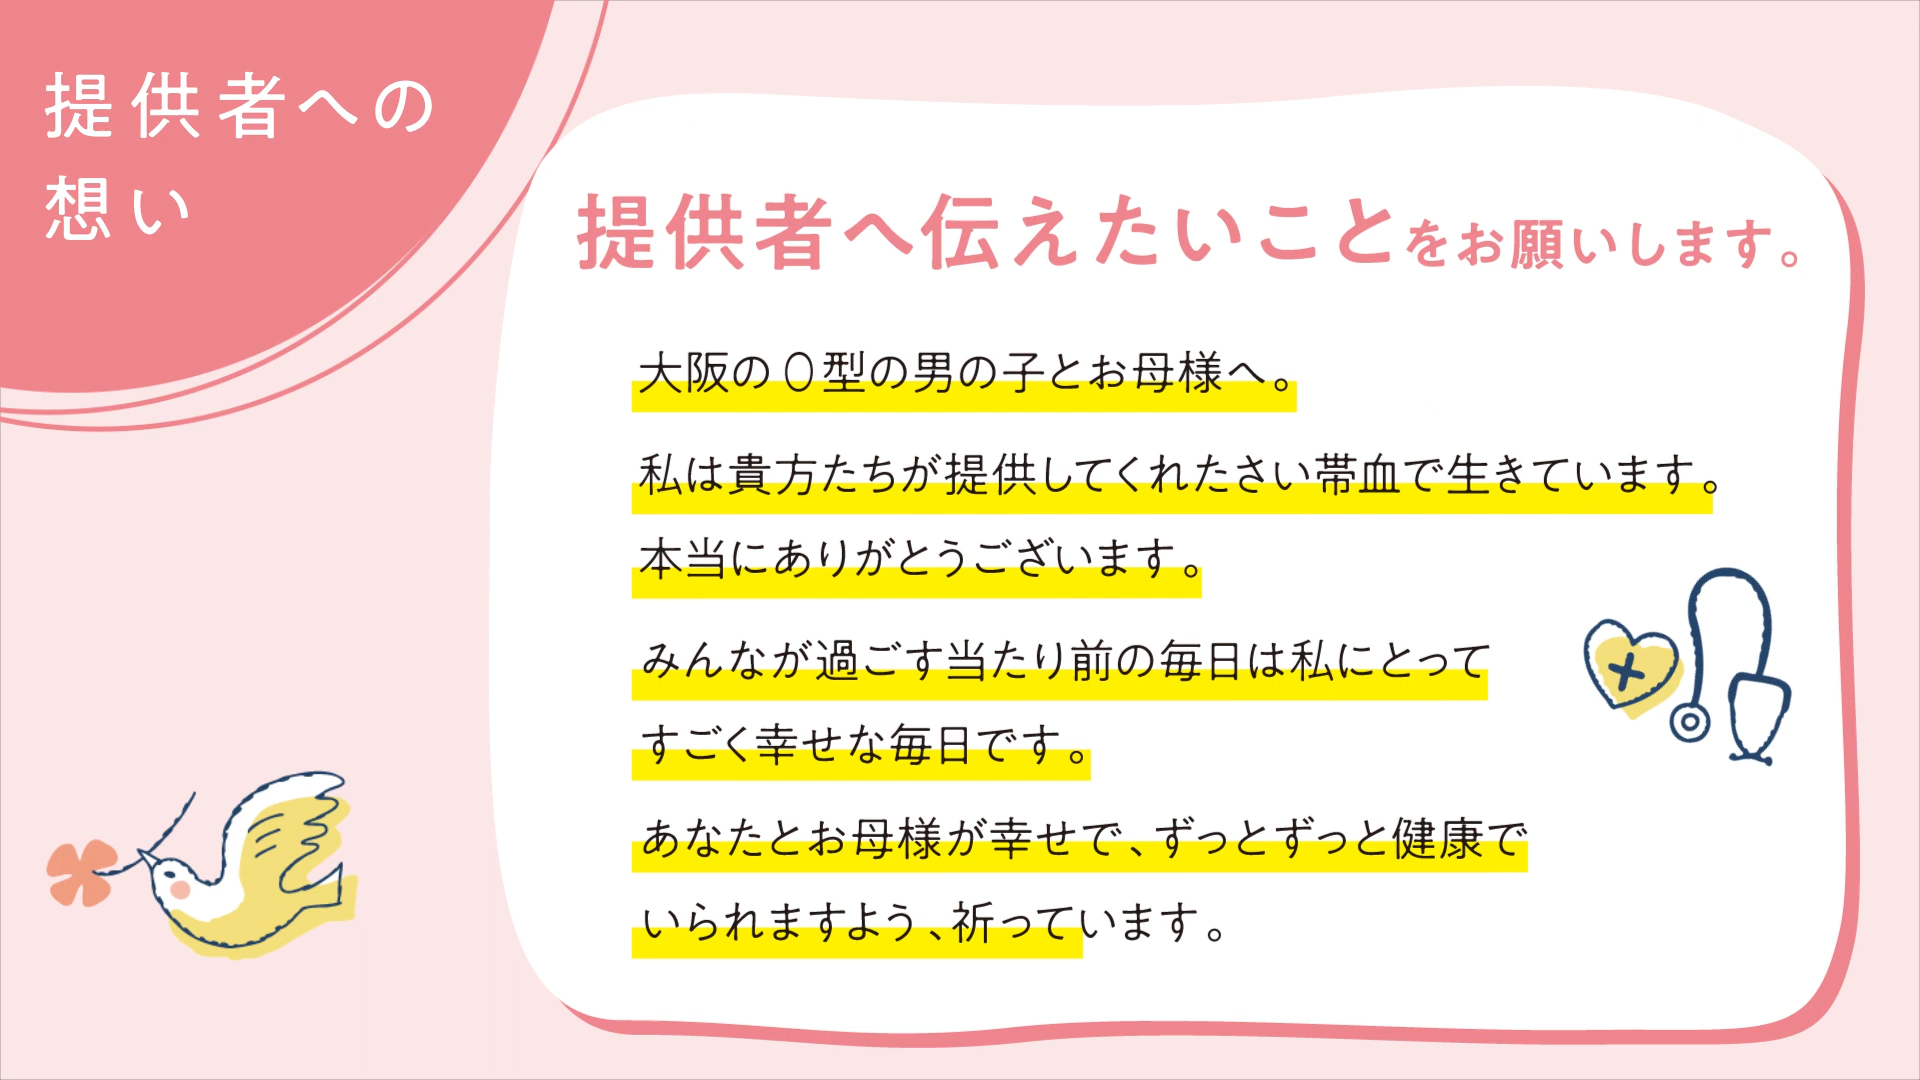 提供者への
想い
提供者へ伝えたいことをお願いします。
大阪のO型の男の子とお母様へ。
私は貴方たちが提供してくれたさい帯血で生きています。
本当にありがとうございます。
みんなが過ごす当たり前の毎日は私にとって
すごく幸せな毎日です。
あなたとお母様が幸せで、ずっとずっと健康で
いられますよう、祈っています。